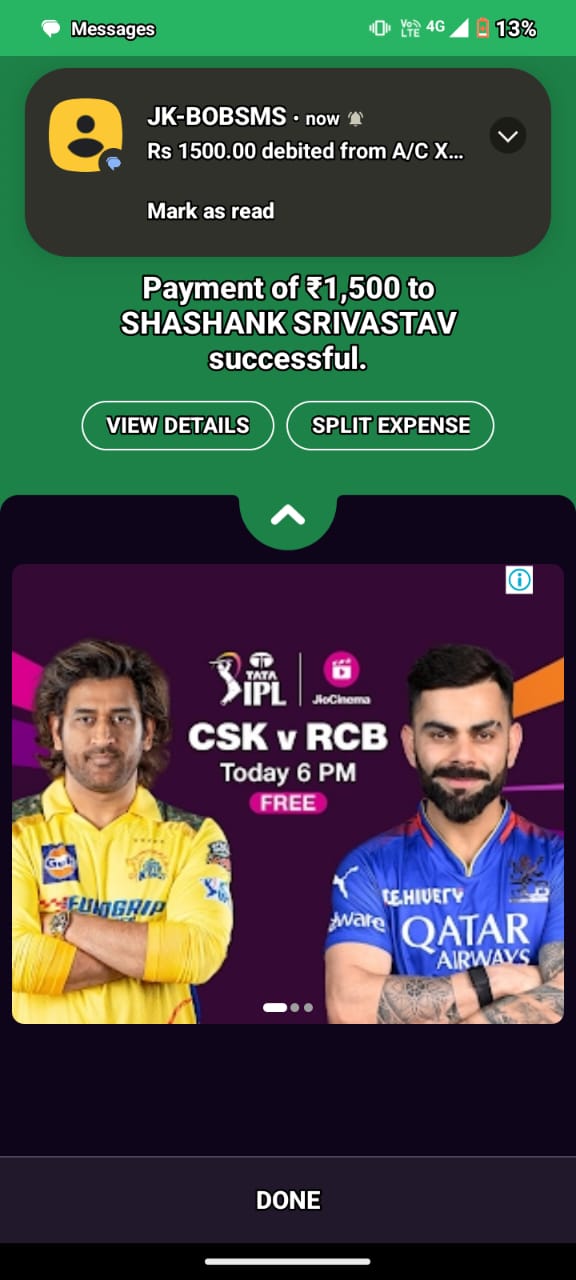 Messages
Vo) LTE 4G 13%
JK-BOBSMS • now
Rs 1500.00 debited from A/C X...
Mark as read
Payment of ₹1,500 to
SHASHANK SRIVASTAV
successful.
VIEW DETAILS
SPLIT EXPENSE
TATA
IPL
JioCinema
CSK v RCB
Today 6 PM
FREE
Gulf
EUROGRIP
QATAR
AIRWAYS
DONE